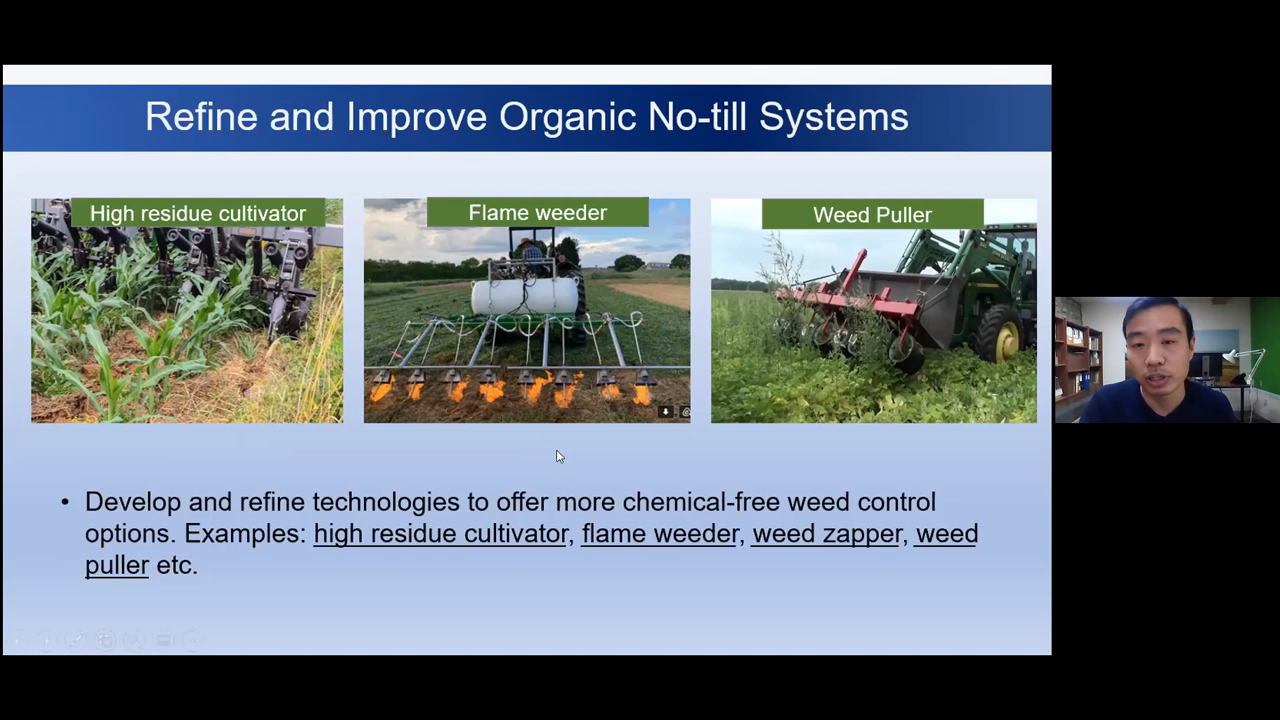 Refine and Improve Organic No-till Systems
High residue cultivator
Flame weeder
Weed Puller
• Develop and refine technologies to offer more chemical-free weed control
options. Examples: high residue cultivator, flame weeder, weed zapper, weed
puller etc.